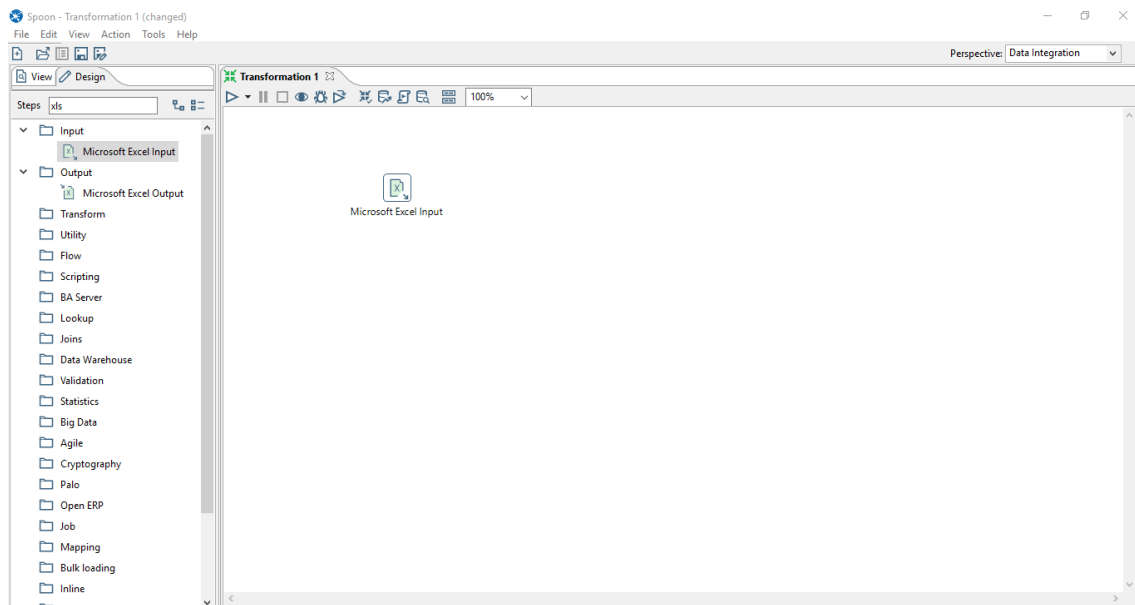 Spoon - Transformation 1 (changed)
File Edit View Action Tools Help
Perspective: Data Integration
View Design
Transformation 1
Steps xls
100%
Input
Microsoft Excel Input
Output
Microsoft Excel Output
Transform
Utility
Flow
Scripting
BA Server
Lookup
Joins
Data Warehouse
Validation
Statistics
Big Data
Agile
Cryptography
Palo
Open ERP
Job
Mapping
Bulk loading
Inline
Microsoft Excel Input